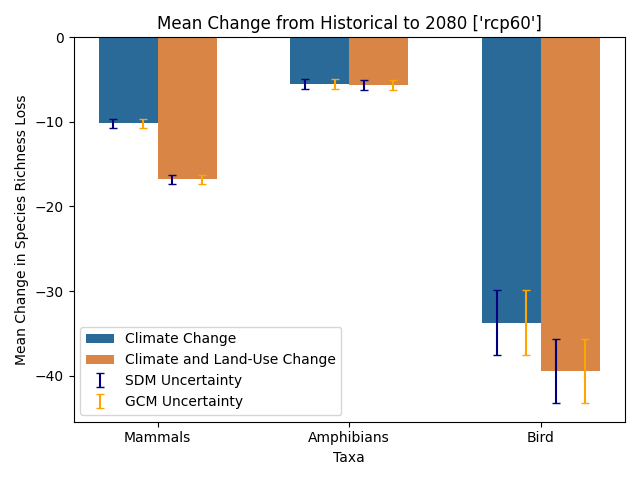 Mean Change from Historical to 2080 ['rcp60']
Mean Change in Species Richness Loss
0
−10
−20
−30
−40
Climate Change
Climate and Land-Use Change
SDM Uncertainty
GCM Uncertainty
Mammals
Amphibians
Bird
Taxa